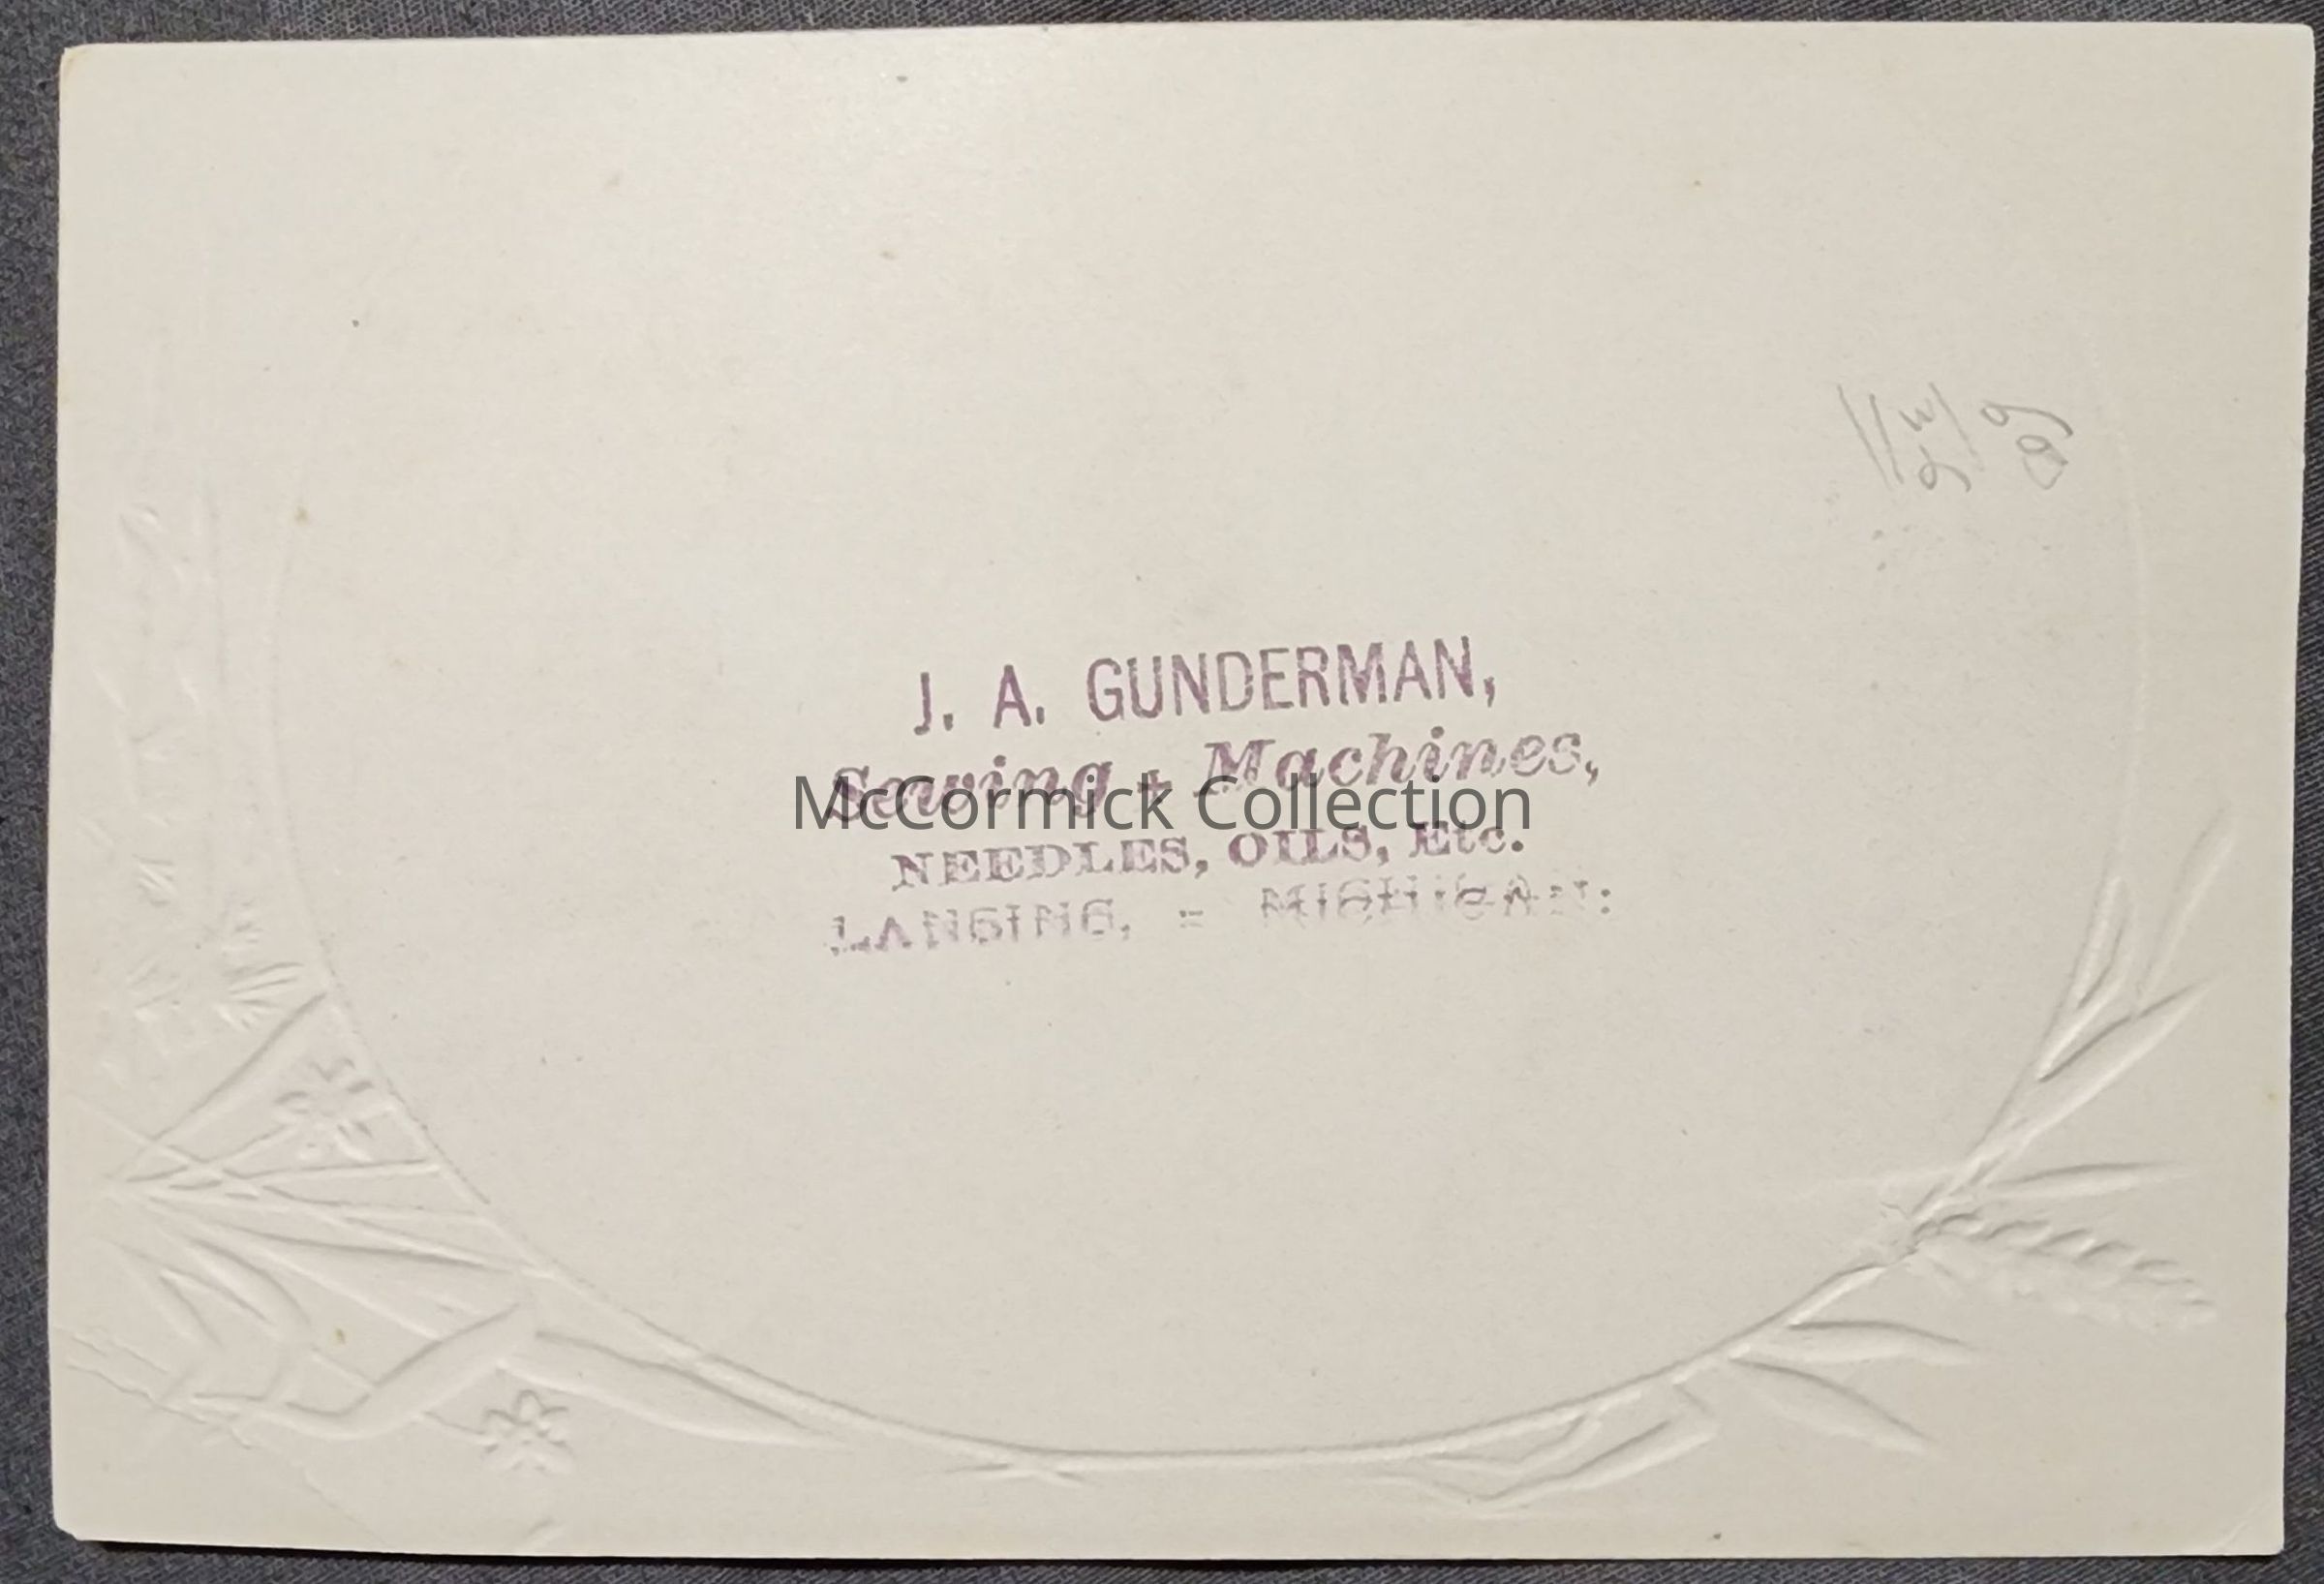 J. A. GUNDERMAN,
Sewing & Machines,
McCormick Collection
NEEDLES, OILS, Etc.
LANSING, = MICHIGAN: